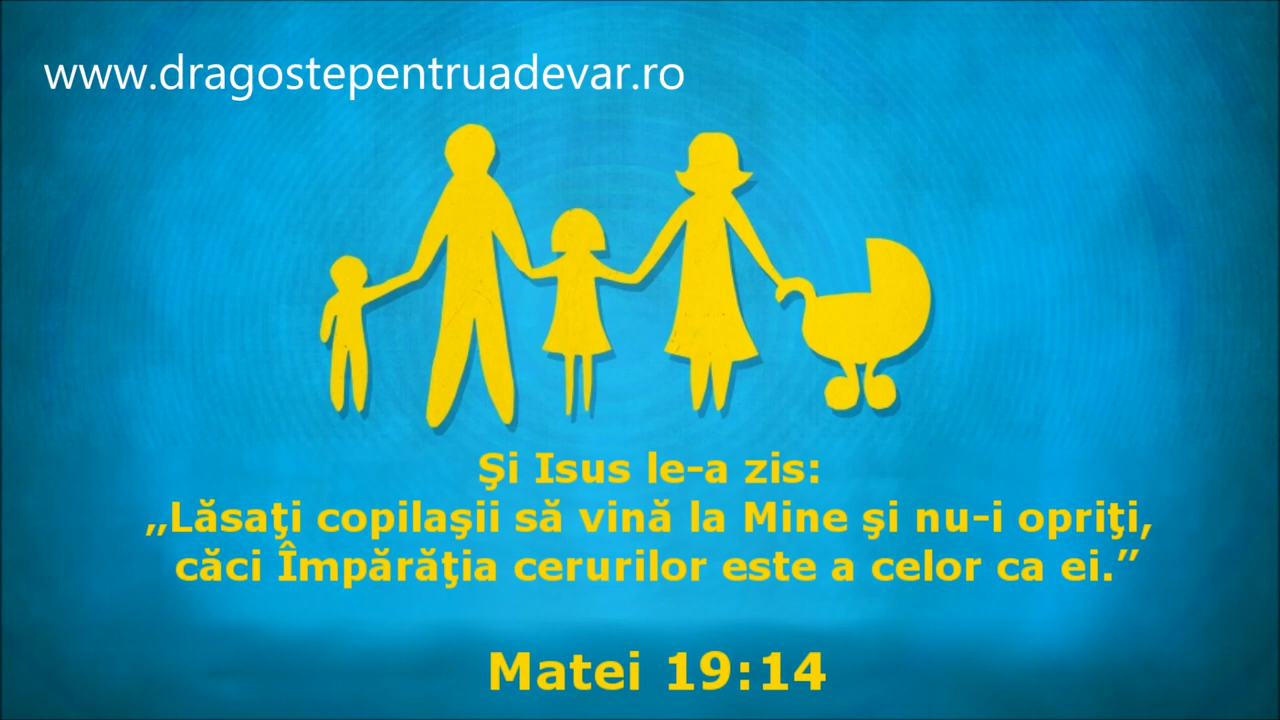 www.dragostepentruadevar.ro
Şi Isus le-a zis:
„Lăsaţi copilaşii să vină la Mine şi nu-i opriţi,
căci Împărăţia cerurilor este a celor ca ei.”
Matei 19:14